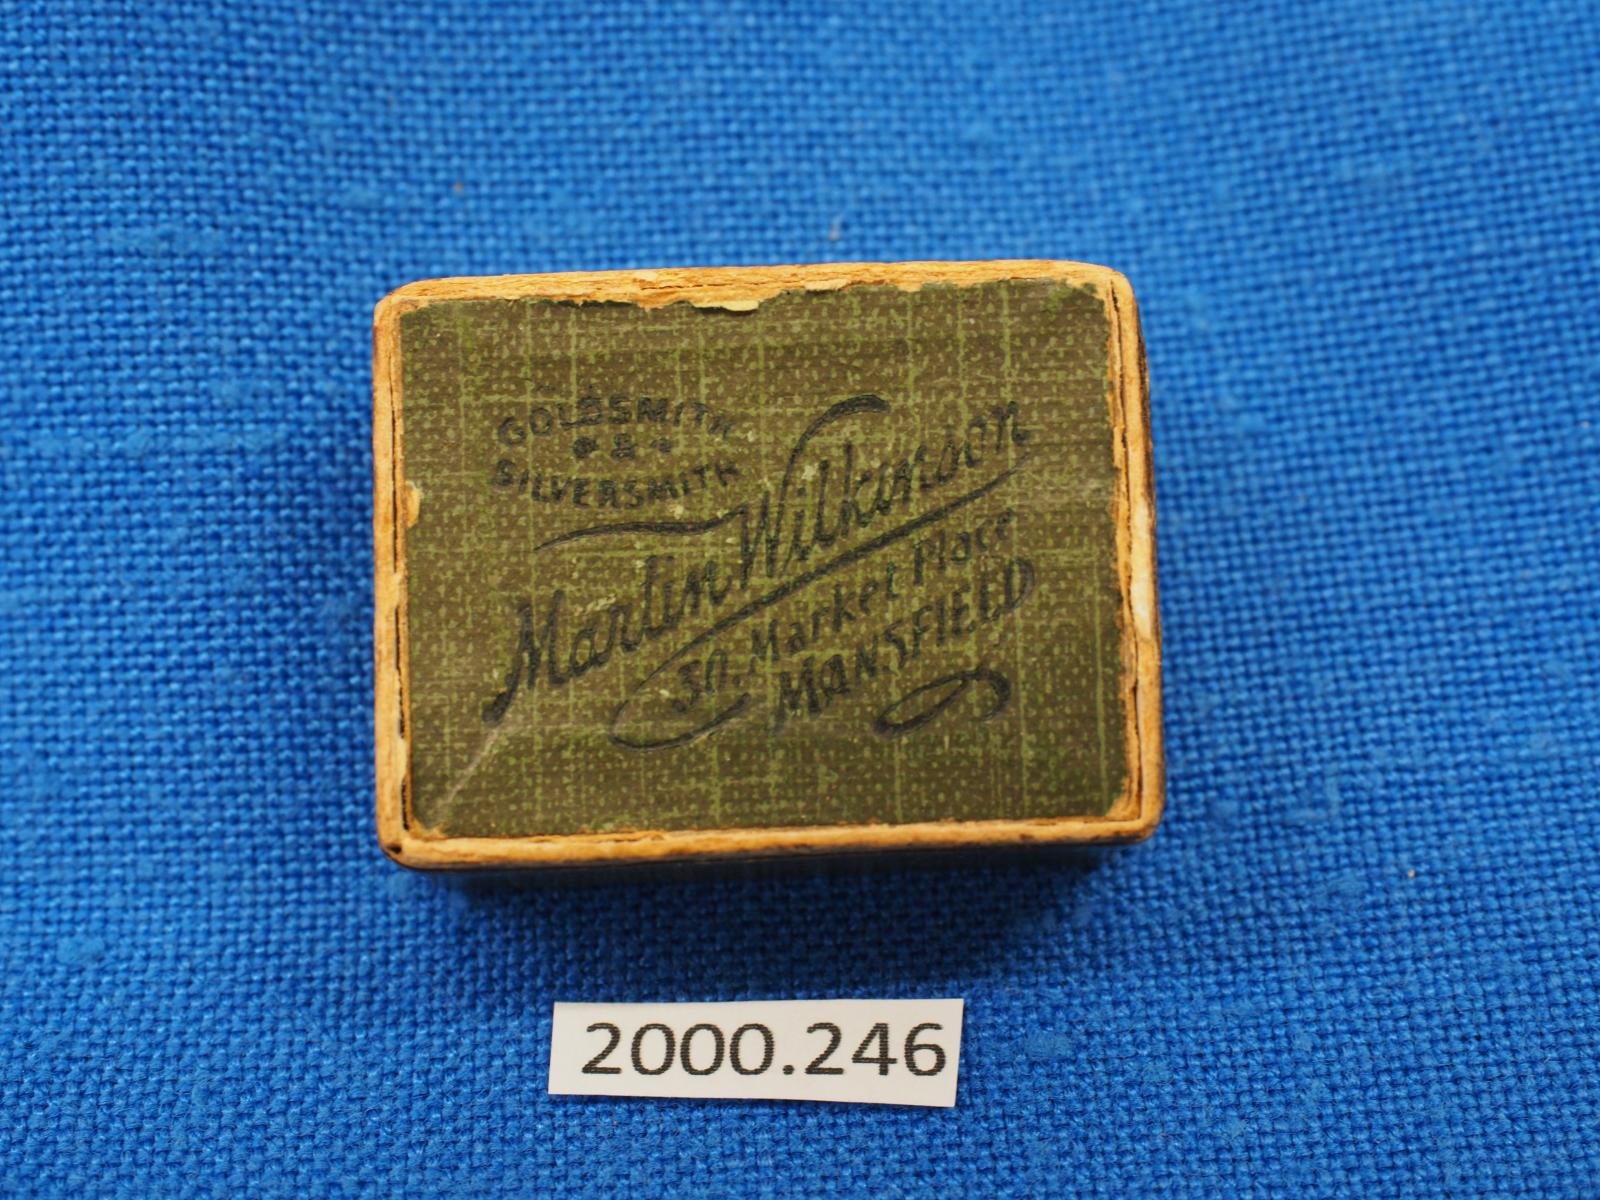 GOLDSMITH
&
SILVERSMITH
Martin Wilkinson
30. Market Place
MANSFIELD
2000.246